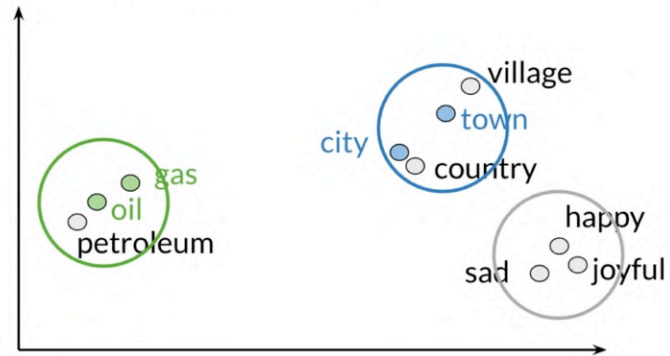 village
town
city
country
gas
oil
petroleum
happy
sad
joyful